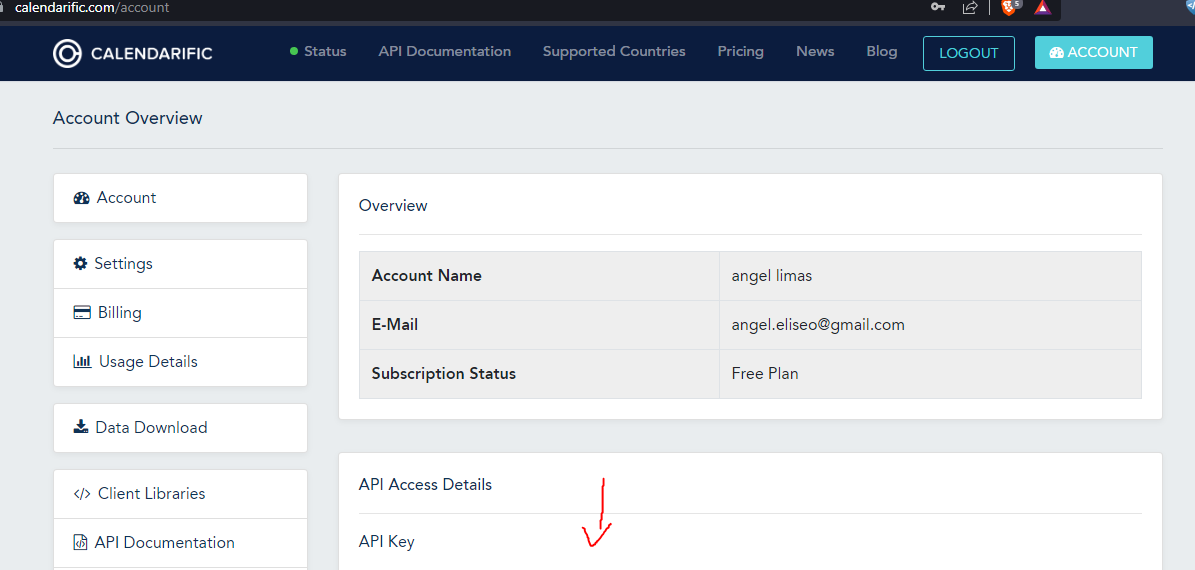 calendarific.com/account
5
CALENDARIFIC
Status
API Documentation
Supported Countries
Pricing
News
Blog
LOGOUT
ACCOUNT
Account Overview
Account
Settings
Billing
Usage Details
Data Download
Client Libraries
API Documentation
Overview
Account Name angel limas
E-Mail angel.eliseo@gmail.com
Subscription Status Free Plan
API Access Details
API Key